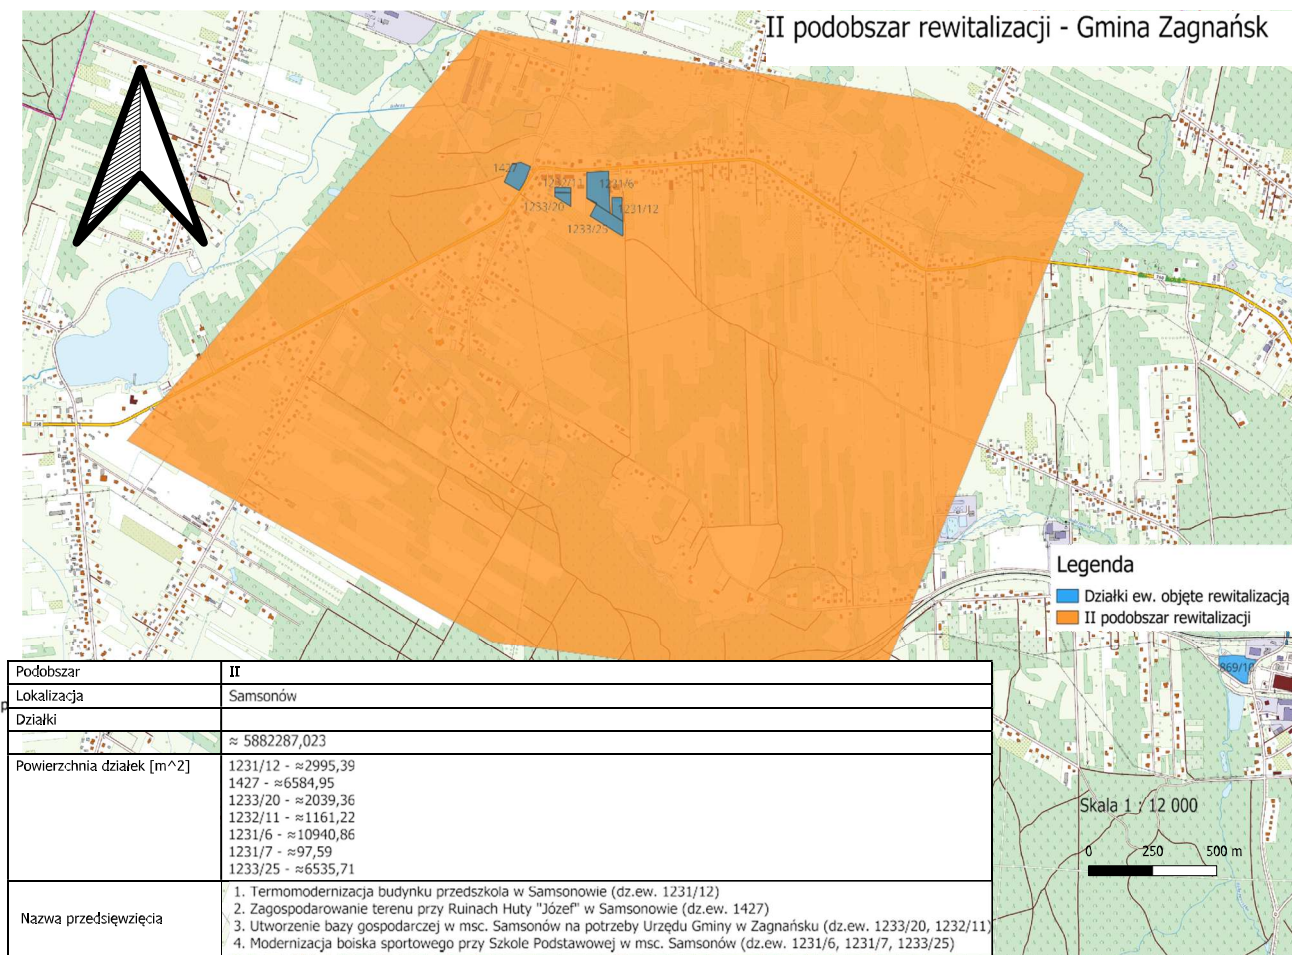 II podobszar rewitalizacji - Gmina Zagnańsk
1427
1232/11
1231/6
1233/20
1231/12
1233/25
758
758
Legenda
Działki ew. objęte rewitalizacją
II podobszar rewitalizacji
869/10
Skala 1 : 12 000
0 250 500 m
Podobszar II
Lokalizacja Samsonów
Działki
≈ 5882287,023
Powierzchnia działek [m^2] 1231/12 - ≈2995,39
1427 - ≈6584,95
1233/20 - ≈2039,36
1232/11 - ≈1161,22
1231/6 - ≈10940,86
1231/7 - ≈97,59
1233/25 - ≈6535,71
Nazwa przedsięwzięcia
1. Termomodernizacja budynku przedszkola w Samsonowie (dz.ew. 1231/12)
2. Zagospodarowanie terenu przy Ruinach Huty "Józef" w Samsonowie (dz.ew. 1427)
3. Utworzenie bazy gospodarczej w msc. Samsonów na potrzeby Urzędu Gminy w Zagnańsku (dz.ew. 1233/20, 1232/11)
4. Modernizacja boiska sportowego przy Szkole Podstawowej w msc. Samsonów (dz.ew. 1231/6, 1231/7, 1233/25)